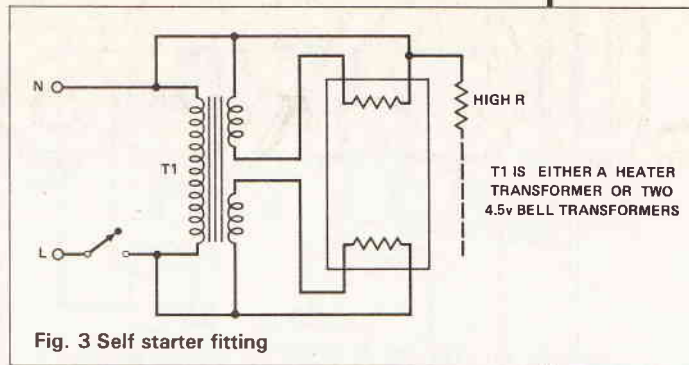 N
HIGH R
T1
T1 IS EITHER A HEATER
TRANSFORMER OR TWO
4.5v BELL TRANSFORMERS
L
Fig. 3 Self starter fitting